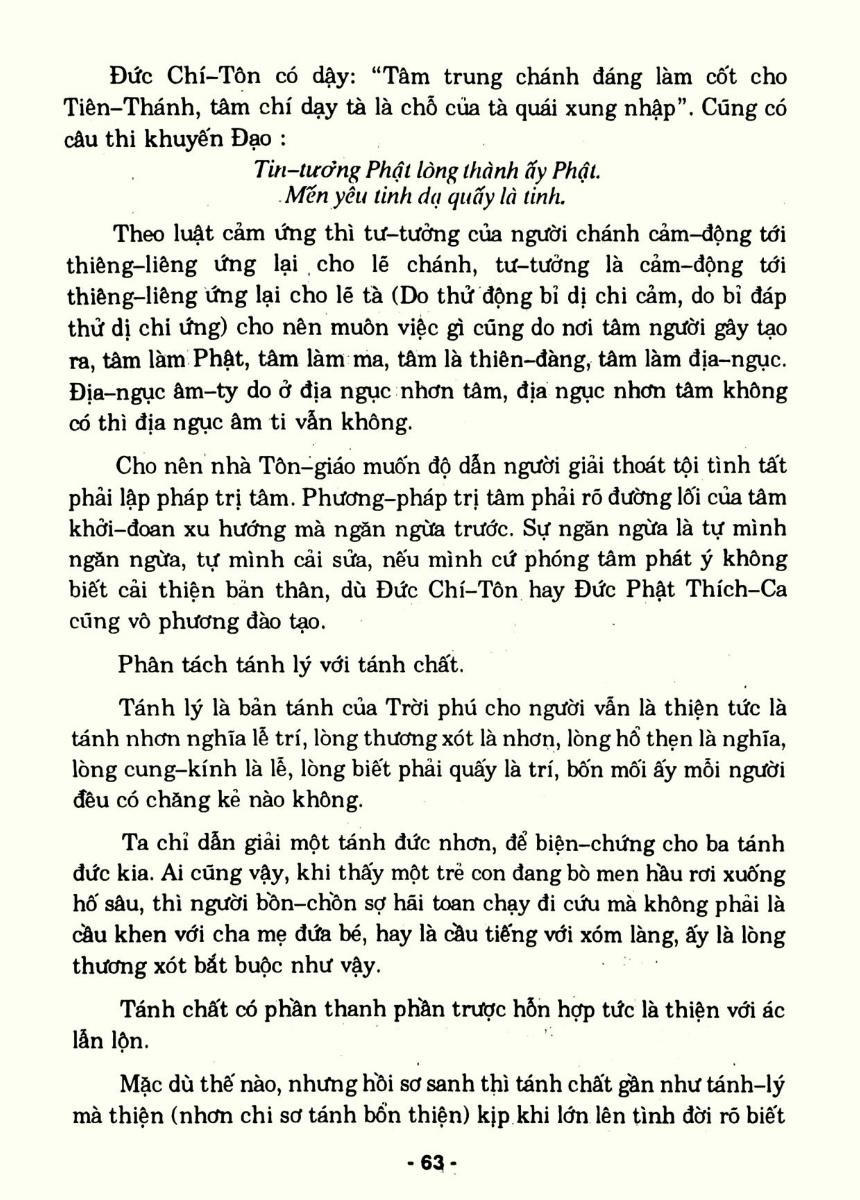 Đức Chí–Tôn có dậy: “Tâm trung chánh đáng làm cốt cho
Tiên–Thánh, tâm chí dạy tà là chỗ của tà quái xung nhập”. Cũng có
câu thi khuyến Đạo :
Tin–tưởng Phật lòng thành ấy Phật.
Mến yêu tinh dạ quấy là tinh.
Theo luật cảm ứng thì tư–tưởng của người chánh cảm–động tới
thiêng–liêng ứng lại cho lẽ chánh, tư–tưởng là cảm–động tới
thiêng–liêng ứng lại cho lẽ tà (Do thử động bỉ dị chi cảm, do bỉ đáp
thử dị chi ứng) cho nên muôn việc gì cũng do nơi tâm người gây tạo
ra, tâm làm Phật, tâm làm ma, tâm là thiên–đàng, tâm làm địa–ngục.
Địa–ngục âm–ty do ở địa ngục nhơn tâm, địa ngục nhơn tâm không
có thì địa ngục âm ti vẫn không.
Cho nên nhà Tôn–giáo muốn độ dẫn người giải thoát tội tình tất
phải lập pháp trị tâm. Phương–pháp trị tâm phải rõ đường lối của tâm
khởi–đoan xu hướng mà ngăn ngừa trước. Sự ngăn ngừa là tự mình
ngăn ngừa, tự mình cải sửa, nếu mình cứ phóng tâm phát ý không
biết cải thiện bản thân, dù Đức Chí–Tôn hay Đức Phật Thích–Ca
cũng vô phương đào tạo.
Phân tách tánh lý với tánh chất.
Tánh lý là bản tánh của Trời phú cho người vẫn là thiện tức là
tánh nhơn nghĩa lễ trí, lòng thương xót là nhơn, lòng hổ thẹn là nghĩa,
lòng cung–kính là lễ, lòng biết phải quấy là trí, bốn mối ấy mỗi người
đều có chăng kẻ nào không.
Ta chỉ dẫn giải một tánh đức nhơn, để biện–chứng cho ba tánh
đức kia. Ai cũng vậy, khi thấy một trẻ con đang bò men hầu rơi xuống
hố sâu, thì người bồn–chồn sợ hãi toan chạy đi cứu mà không phải là
cầu khen với cha mẹ đứa bé, hay là cầu tiếng với xóm làng, ấy là lòng
thương xót bắt buộc như vậy.
Tánh chất có phần thanh phần trược hỗn hợp tức là thiện với ác
lẫn lộn.
Mặc dù thế nào, nhưng hồi sơ sanh thì tánh chất gần như tánh–lý
mà thiện (nhơn chi sơ tánh bổn thiện) kịp khi lớn lên tình đời rõ biết
- 63 -